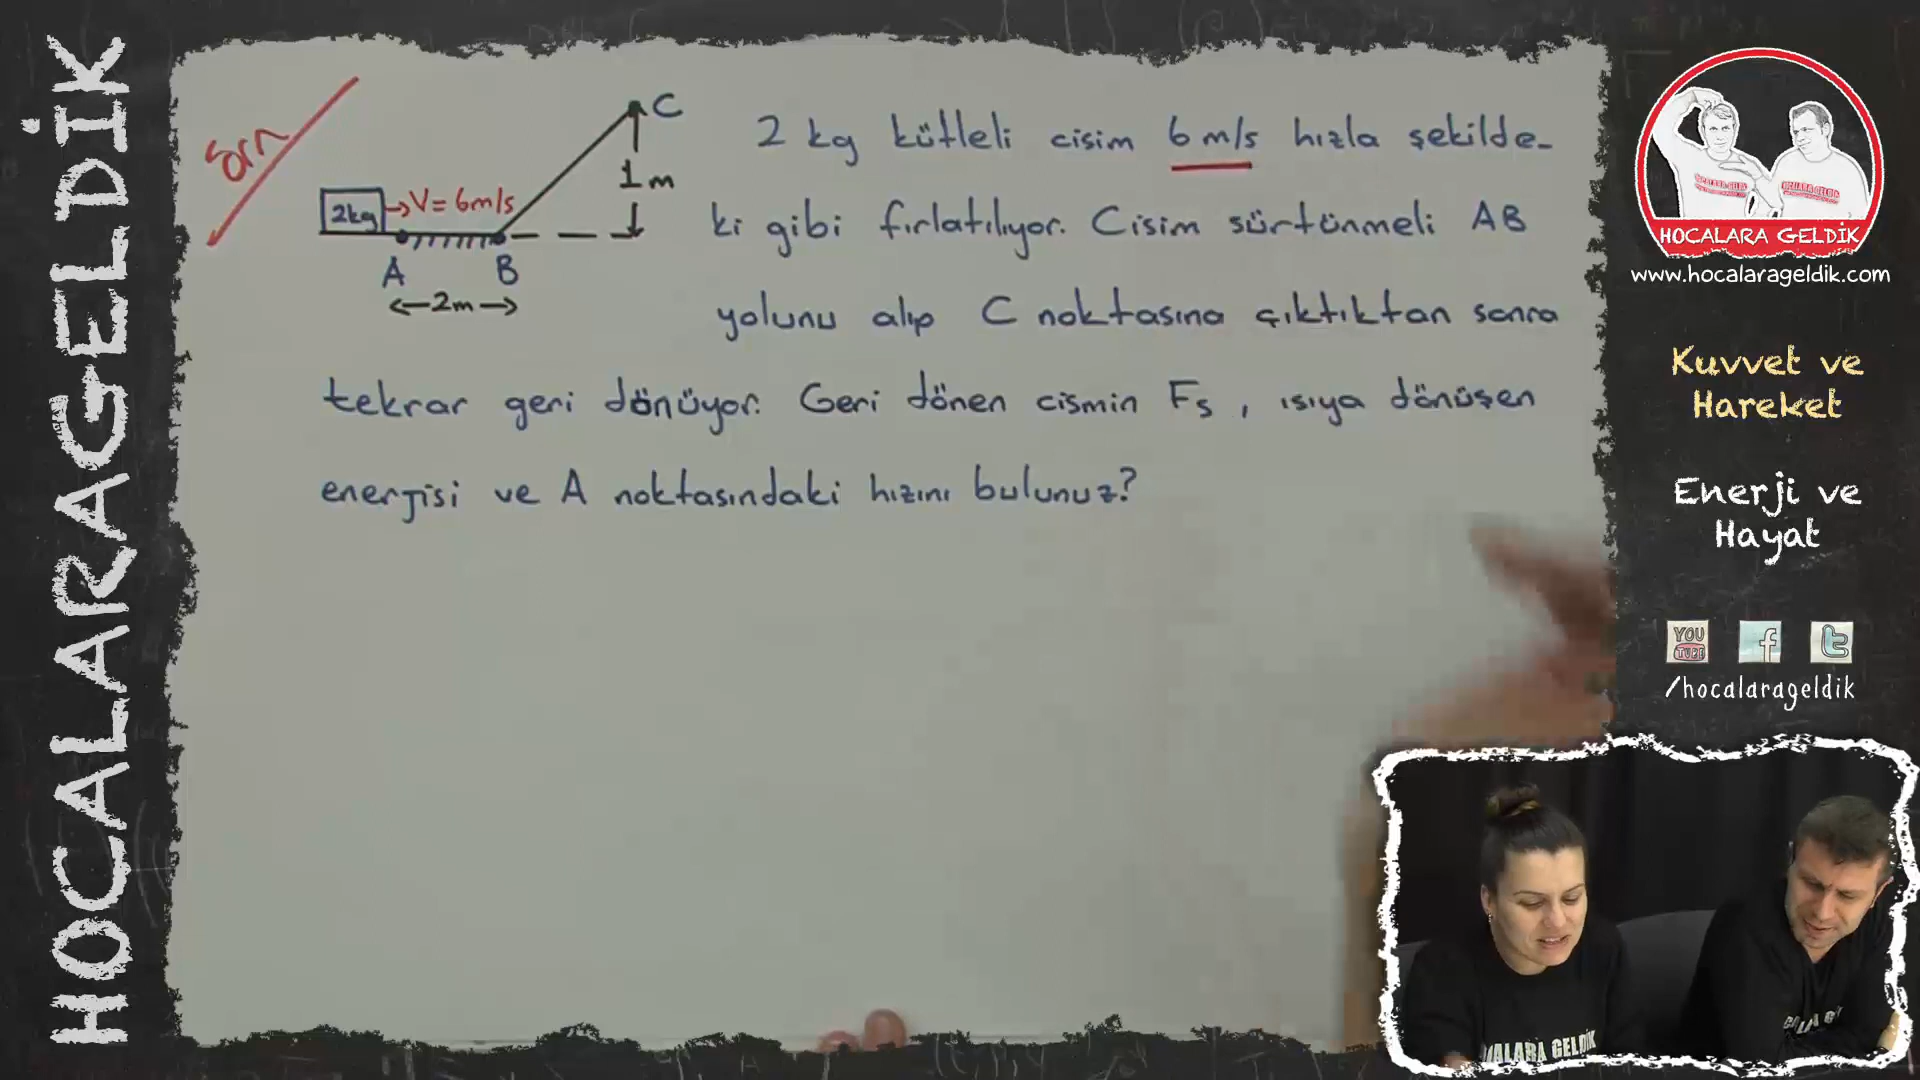 HOCALARAGELDİK
Örn
C
1m
2kg
V = 6m/s
A
B
2m
2 kg kütleli cisim 6 m/s hızla şekilde-
ki gibi fırlatılıyor. Cisim sürtünmeli AB
yolunu alıp C noktasına çıktıktan sonra
tekrar geri dönüyor. Geri dönen cismin Fs, ısıya dönüşen
enerjisi ve A noktasındaki hızını bulunuz?
HOCALARA GELDİK
www.hocalarageldik.com
Kuvvet ve
Hareket
Enerji ve
Hayat
YOU
TUBE
f
t
/hocalarageldik